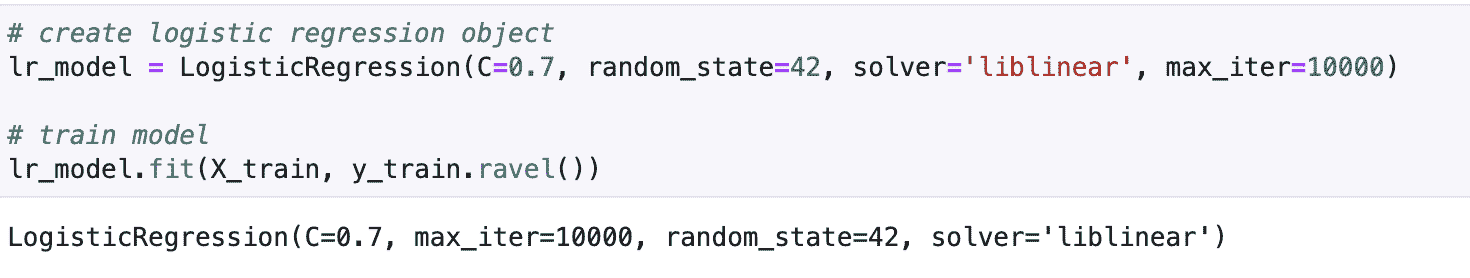 # create logistic regression object
lr_model = LogisticRegression(C=0.7, random_state=42, solver='liblinear', max_iter=10000)
# train model
lr_model.fit(X_train, y_train.ravel())
LogisticRegression(C=0.7, max_iter=10000, random_state=42, solver='liblinear')